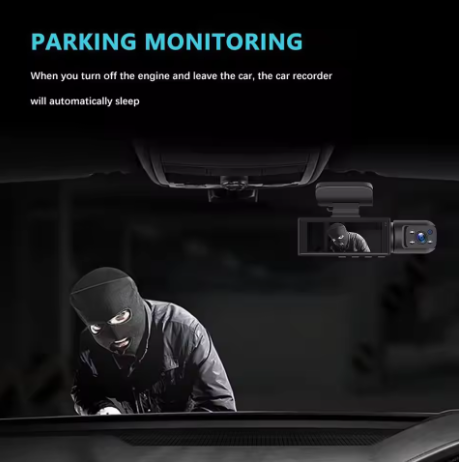 PARKING MONITORING
When you turn off the engine and leave the car, the car recorder
will automatically sleep